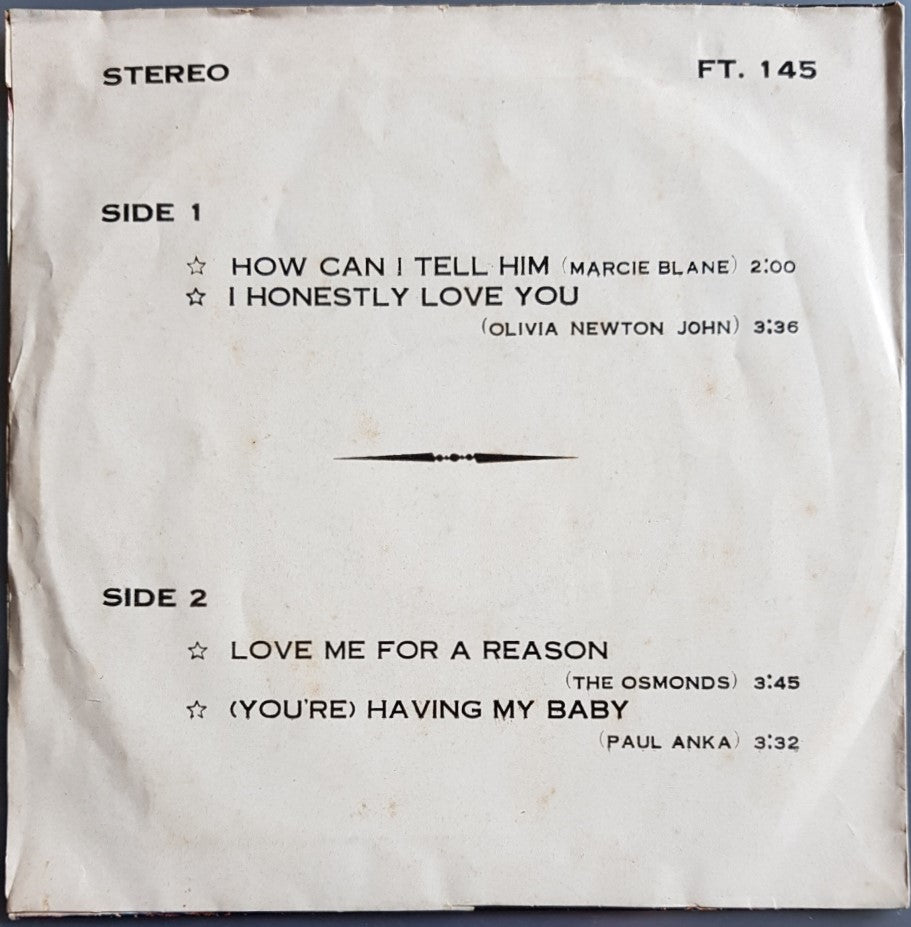 STEREO FT. 145
SIDE 1
☆ HOW CAN I TELL HIM (MARCIE BLANE) 2:00
☆ I HONESTLY LOVE YOU
(OLIVIA NEWTON JOHN) 3:36
SIDE 2
☆ LOVE ME FOR A REASON
(THE OSMONDS) 3:45
☆ (YOU'RE) HAVING MY BABY
(PAUL ANKA) 3:32